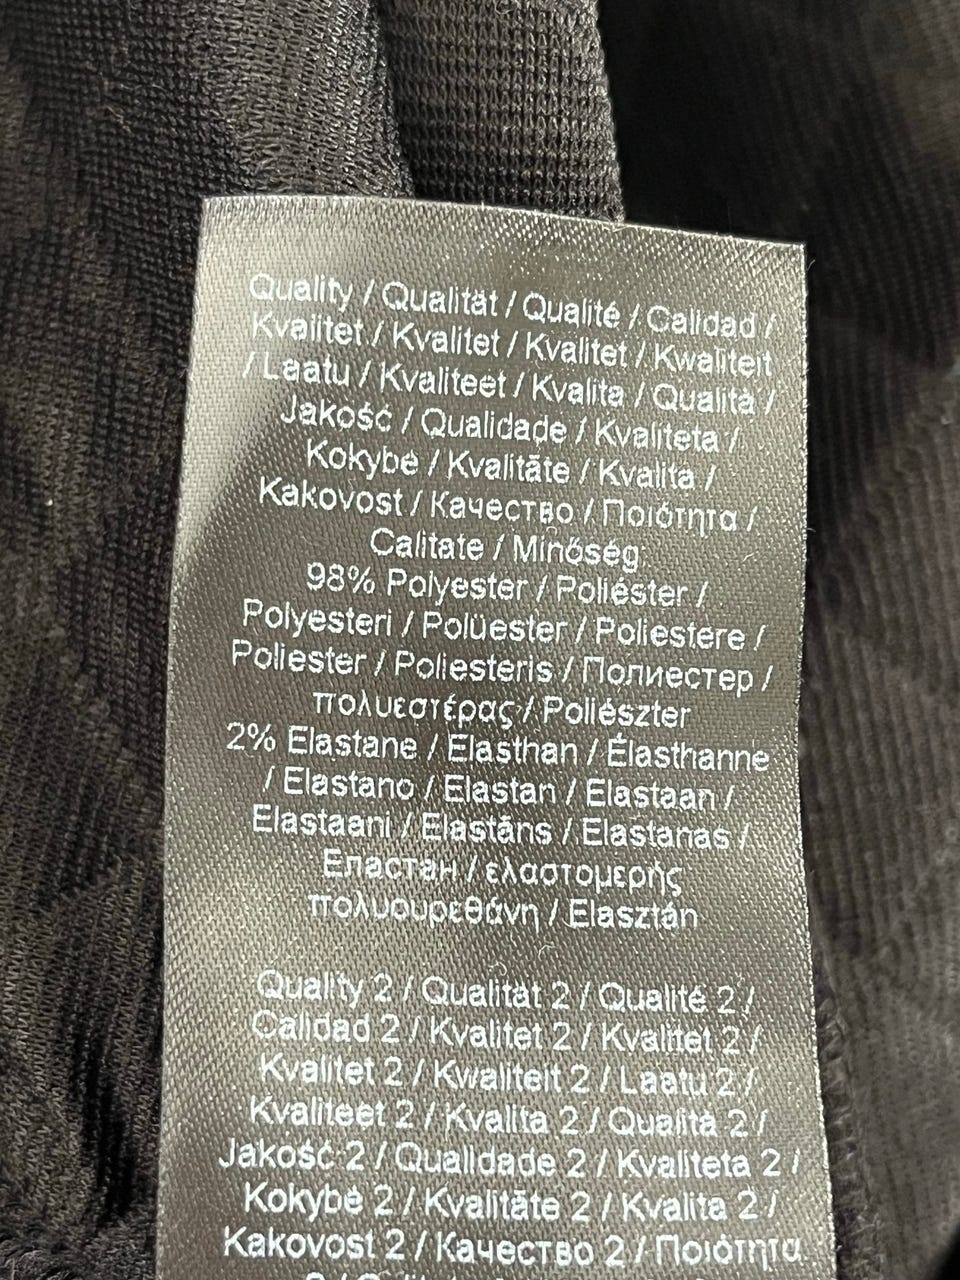 Quality / Qualität / Qualité / Calidad /
Kvalitet / Kvalitet / Kvalitet / Kwaliteit
/ Laatu / Kvaliteet / Kvalita / Qualità /
Jakość / Qualidade / Kvaliteta /
Kokybė / Kvalitāte / Kvalita /
Kakovost / Качество / Ποιότητα /
Calitate / Minőség
98% Polyester / Poliéster /
Polyesteri / Polüester / Poliestere /
Poliester / Poliesteris / Полиестер /
πολυεστέρας / Poliészter
2% Elastane / Elasthan / Élasthanne
/ Elastano / Elastan / Elastaan /
Elastaani / Elastāns / Elastanas /
Еластан / ελαστομερής
πολυουρεθάνη / Elasztán
Quality 2 / Qualität 2 / Qualité 2 /
Calidad 2 / Kvalitet 2 / Kvalitet 2 /
Kvalitet 2 / Kwaliteit 2 / Laatu 2 /
Kvaliteet 2 / Kvalita 2 / Qualità 2 /
Jakość 2 / Qualidade 2 / Kvaliteta 2 /
Kokybė 2 / Kvalitāte 2 / Kvalita 2 /
Kakovost 2 / Качество 2 / Ποιότητα